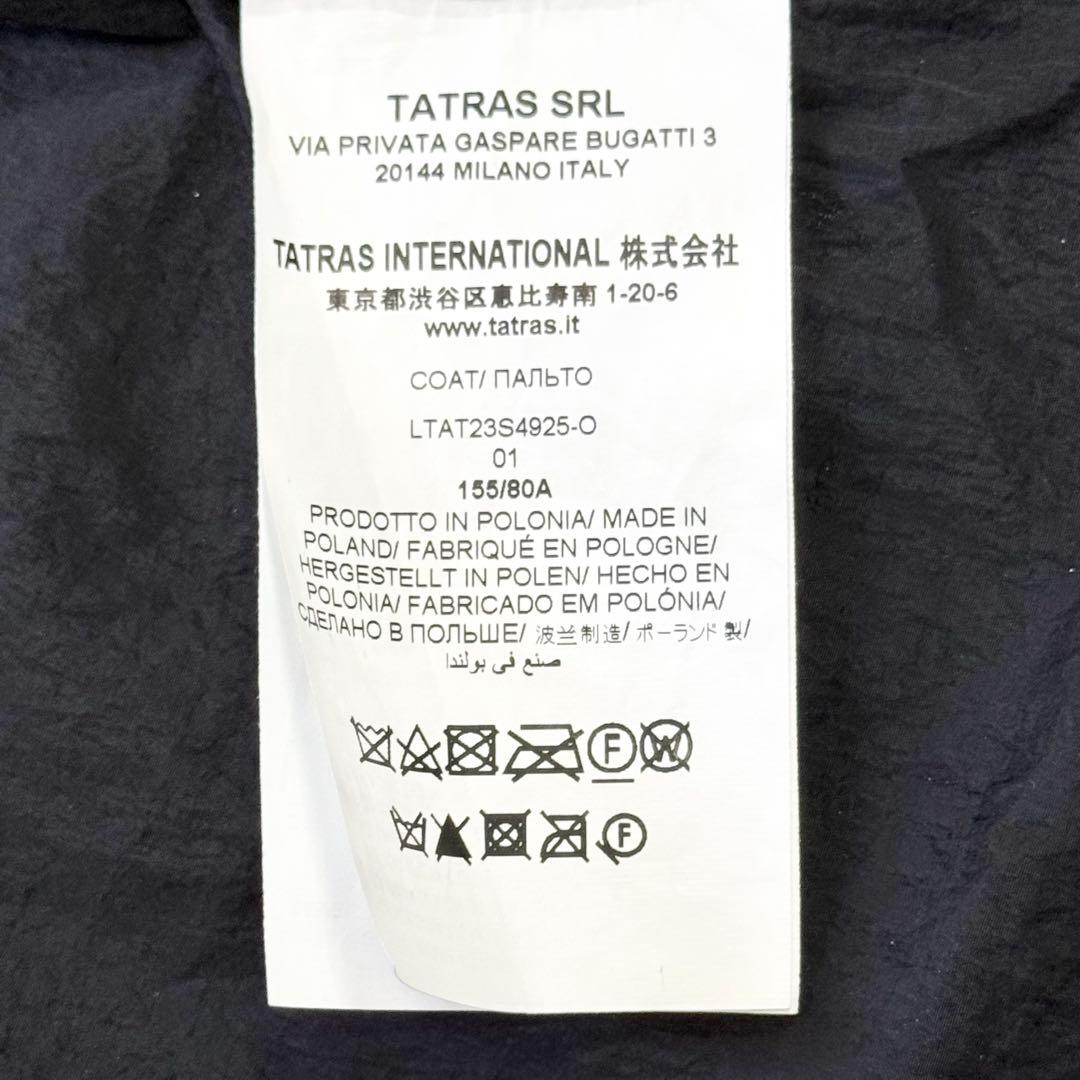 TATRAS SRL
VIA PRIVATA GASPARE BUGATTI 3
20144 MILANO ITALY
TATRAS INTERNATIONAL 株式会社
東京都渋谷区恵比寿南 1-20-6
www.tatras.it
COAT/ ПАЛЬТО
LTAT23S4925-O
01
155/80A
PRODOTTO IN POLONIA/ MADE IN
POLAND/ FABRIQUÉ EN POLOGNE/
HERGESTELLT IN POLEN/ HECHO EN
POLONIA/ FABRICADO EM POLÓNIA/
СДЕЛАНО В ПОЛЬШЕ/ 波兰制造/ ポーランド製/
صنع في بولندا
F W
F